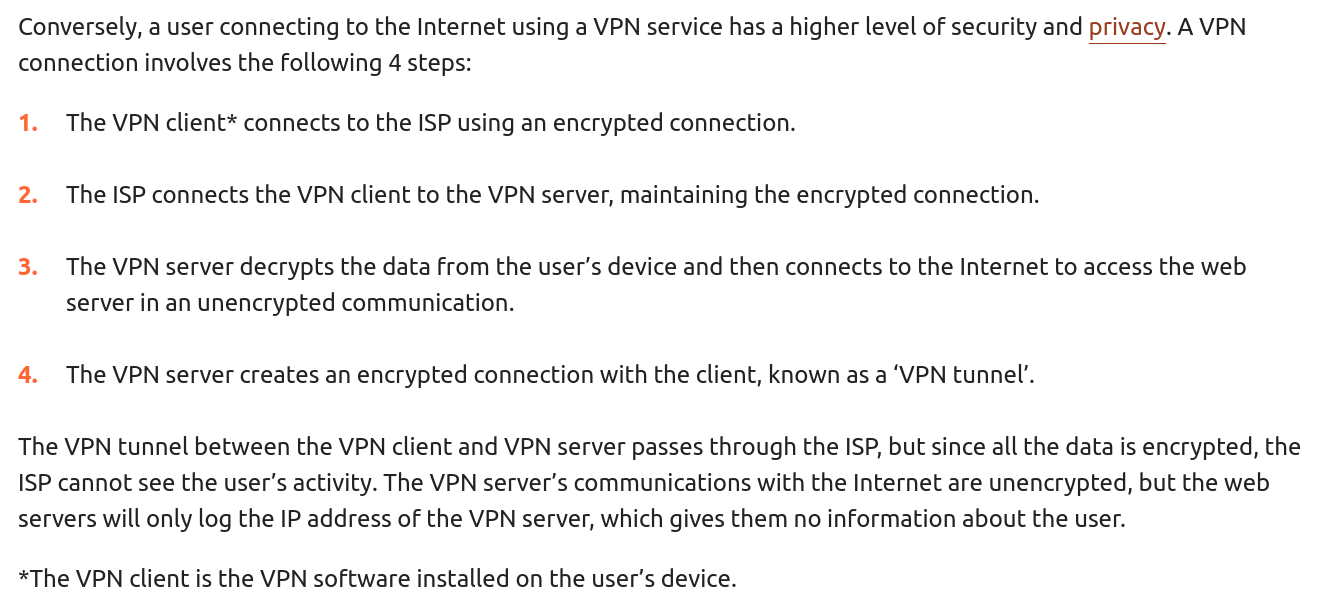 Conversely, a user connecting to the Internet using a VPN service has a higher level of security and privacy. A VPN
connection involves the following 4 steps:
1. The VPN client* connects to the ISP using an encrypted connection.
2. The ISP connects the VPN client to the VPN server, maintaining the encrypted connection.
3. The VPN server decrypts the data from the user’s device and then connects to the Internet to access the web
server in an unencrypted communication.
4. The VPN server creates an encrypted connection with the client, known as a ‘VPN tunnel’.
The VPN tunnel between the VPN client and VPN server passes through the ISP, but since all the data is encrypted, the
ISP cannot see the user’s activity. The VPN server’s communications with the Internet are unencrypted, but the web
servers will only log the IP address of the VPN server, which gives them no information about the user.
*The VPN client is the VPN software installed on the user’s device.